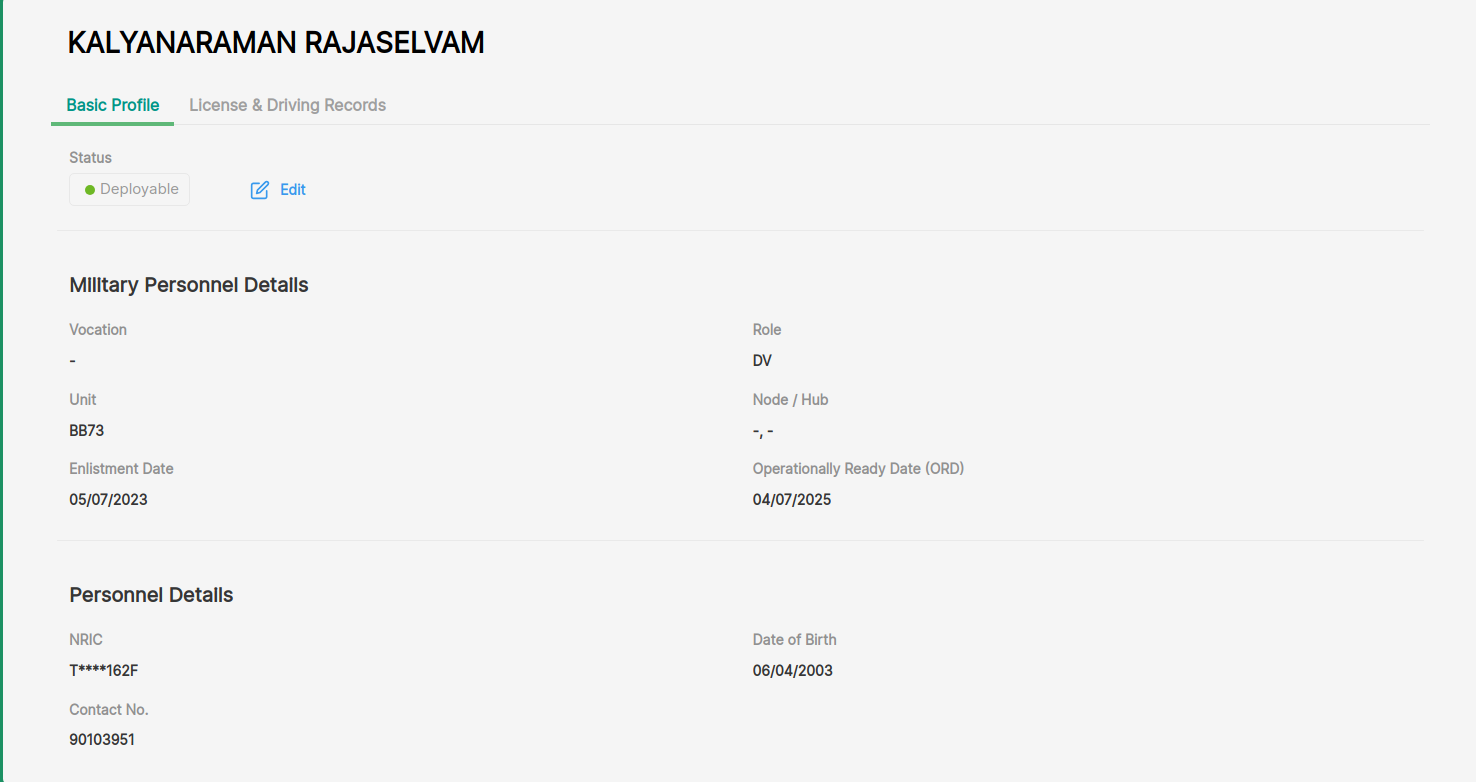 KALYANARAMAN RAJASELVAM
Basic Profile License & Driving Records
Status
Deployable Edit
Military Personnel Details
Vocation Role
- DV
Unit Node / Hub
BB73 -, -
Enlistment Date Operationally Ready Date (ORD)
05/07/2023 04/07/2025
Personnel Details
NRIC Date of Birth
T****162F 06/04/2003
Contact No.
90103951